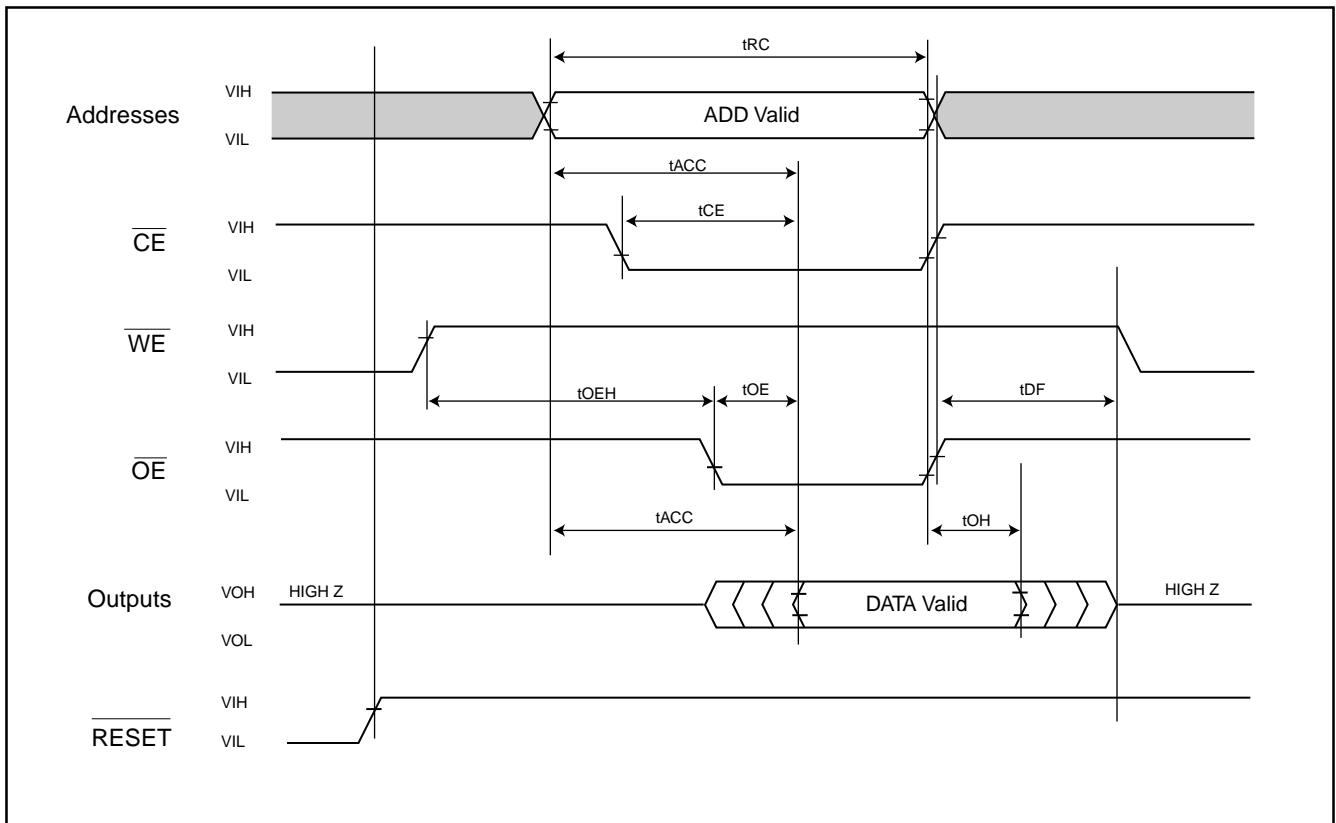 tRC
VIH
Addresses
ADD Valid
VIL
tACC
tCE
VIH
CE
VIL
VIH
WE
VIL
tOEH
tOE
tDF
VIH
OE
VIL
tACC
tOH
VOH
HIGH Z
HIGH Z
Outputs
DATA Valid
VOL
VIH
RESET
VIL